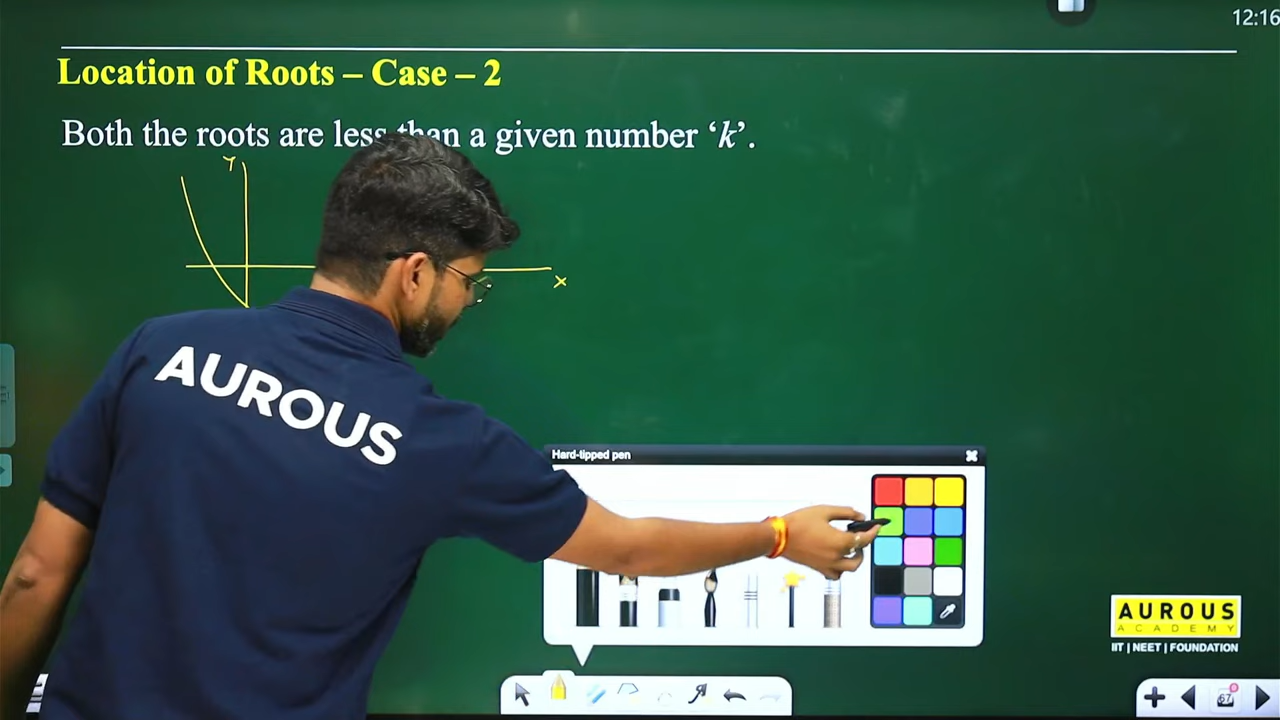 12:16
Location of Roots – Case – 2
Both the roots are less than a given number ‘k’.
Y
X
AUROUS
Hard-tipped pen
AUROUS
ACADEMY
IIT | NEET | FOUNDATION
67